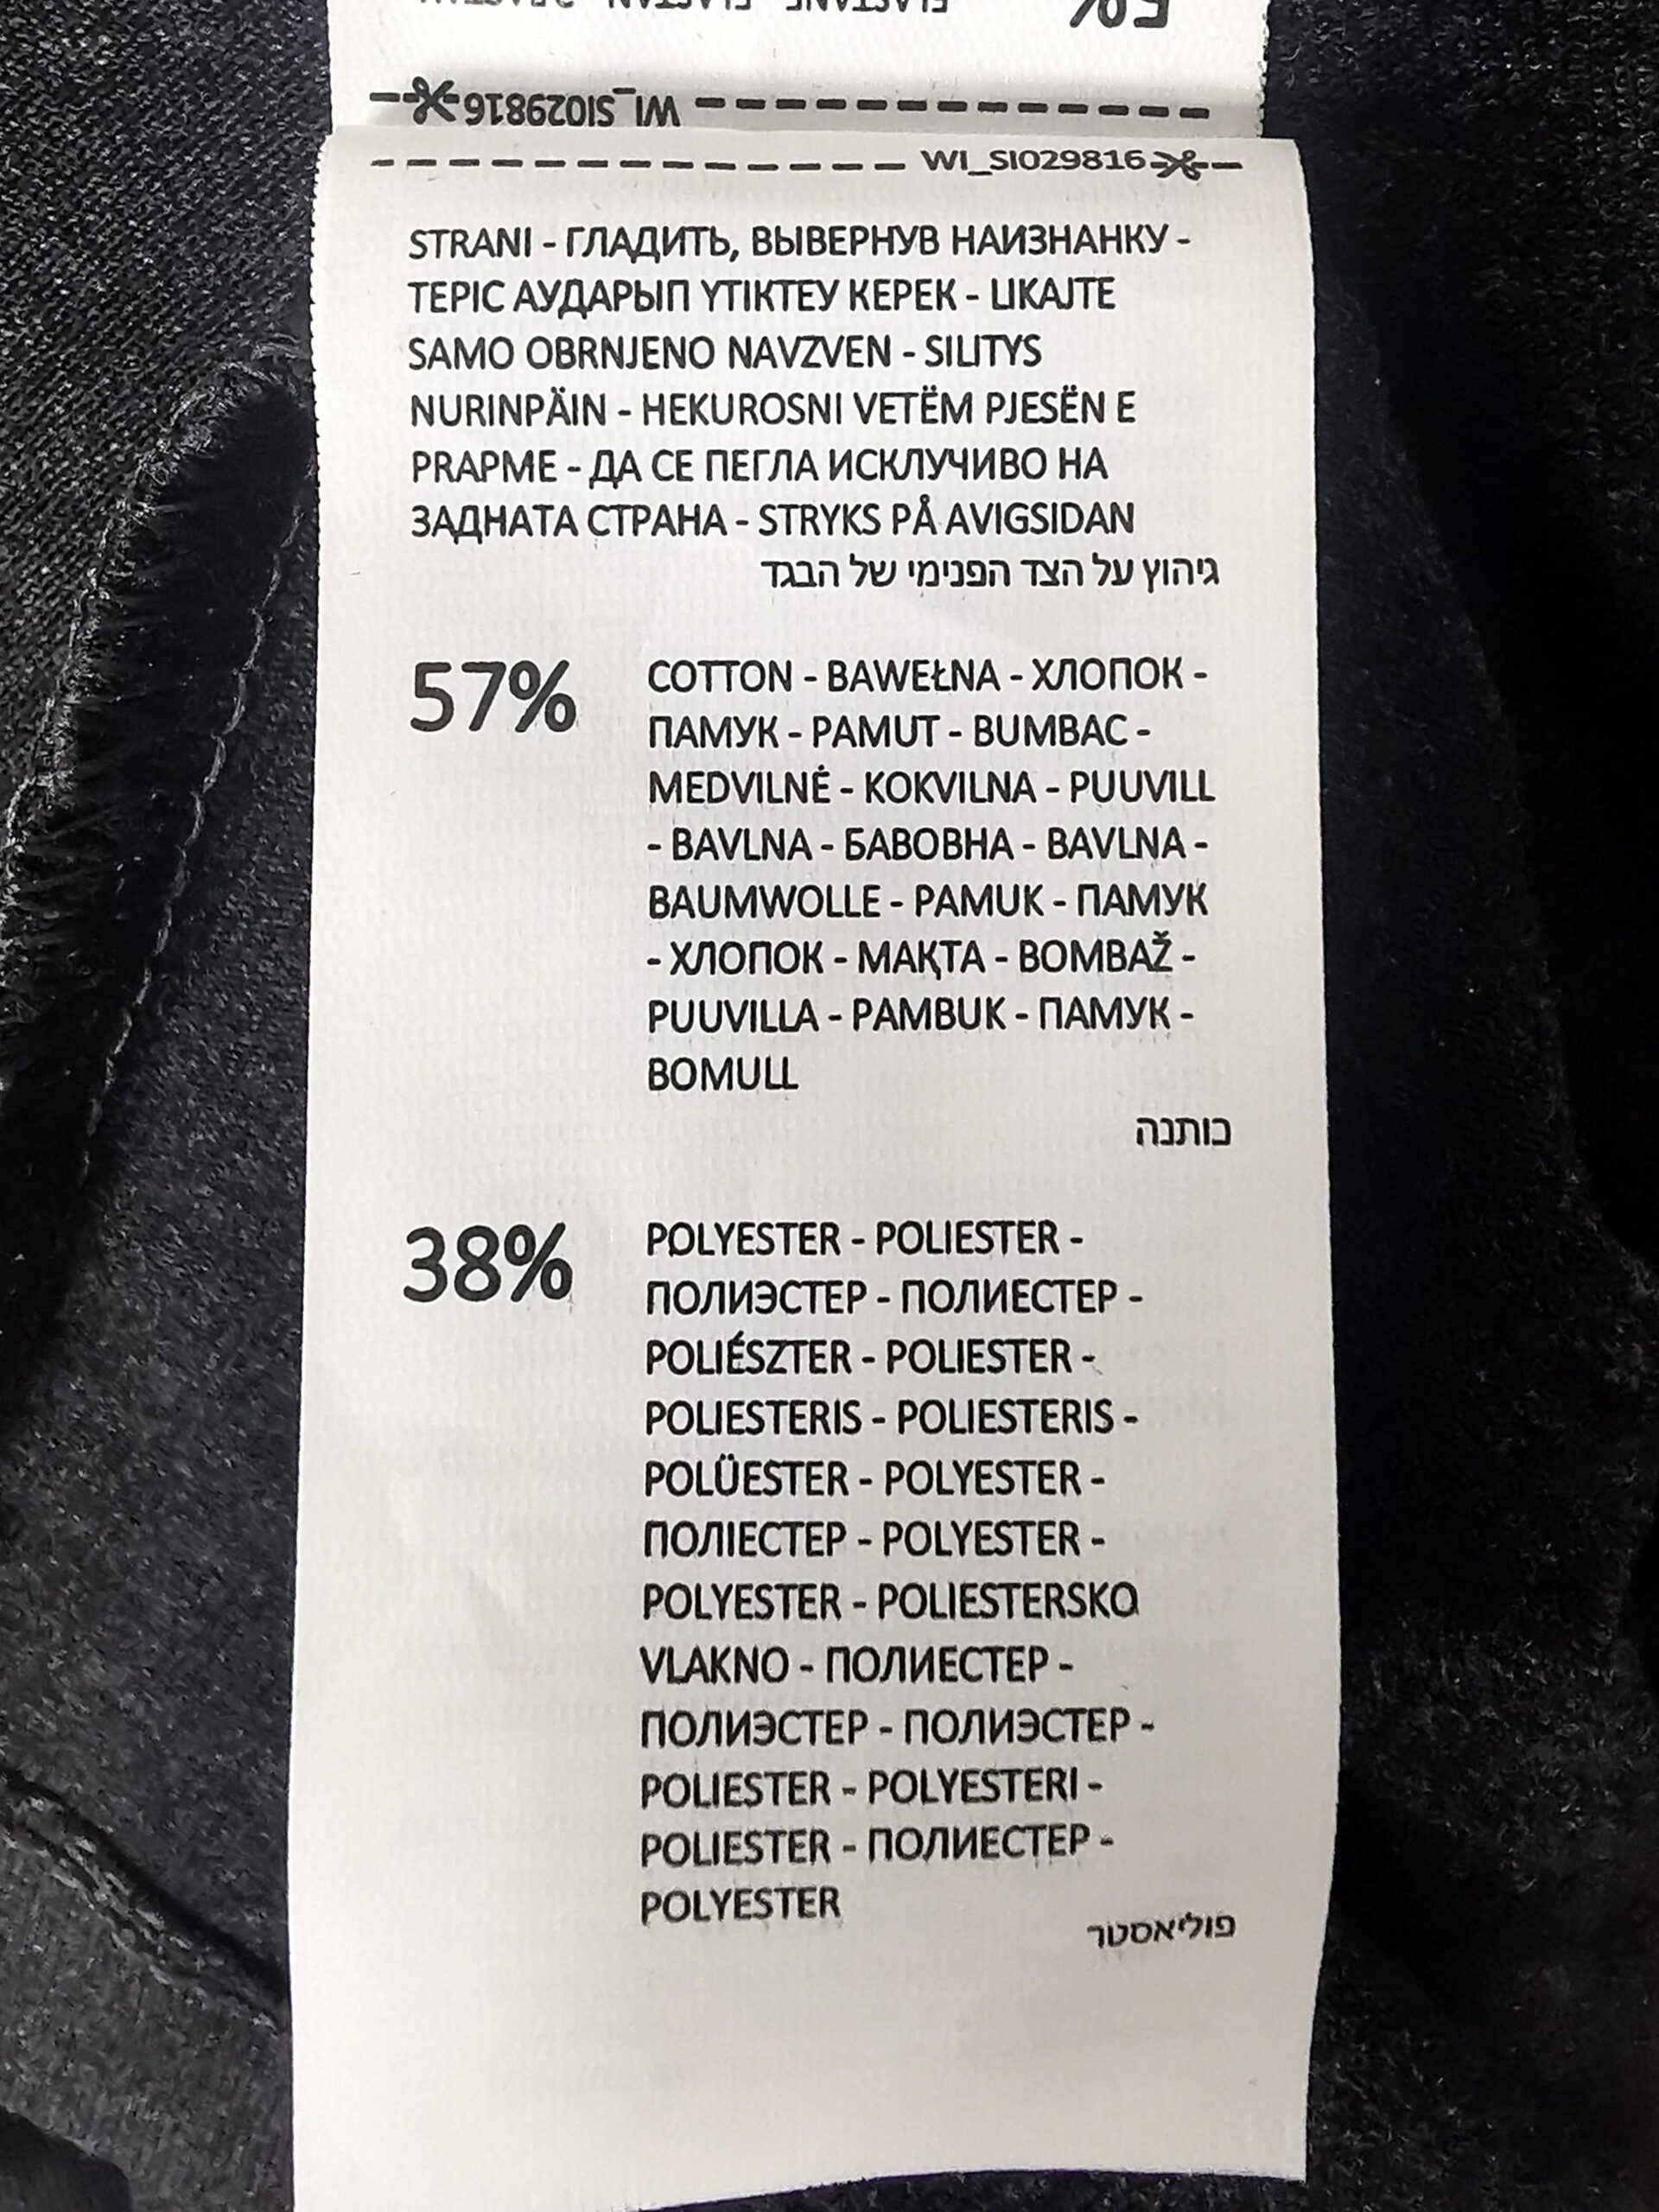 5%
WI_SI029816
WI_SI029816
STRANI - ГЛАДИТЬ, ВЫВЕРНУВ НАИЗНАНКУ -
ТЕРІС АУДАРЫП ҮТІКТЕУ КЕРЕК - LIKAJTE
SAMO OBRNJENO NAVZVEN - SILITYS
NURINPÄIN - HEKUROSNI VETËM PJESËN E
PRAPME - ДА СЕ ПЕГЛА ИСКЛУЧИВО НА
ЗАДНАТА СТРАНА - STRYKS PÅ AVIGSIDAN
גיהוץ על הצד הפנימי של הבגד
57% COTTON - BAWEŁNA - ХЛОПОК -
ПАМУК - PAMUT - BUMBAC -
MEDVILNĖ - KOKVILNA - PUUVILL
- BAVLNA - БАВОВНА - BAVLNA -
BAUMWOLLE - PAMUK - ПАМУК
- ХЛОПОК - МАҚТА - BOMBAŽ -
PUUVILLA - PAMBUK - ПАМУК -
BOMULL
כותנה
38% POLYESTER - POLIESTER -
ПОЛИЭСТЕР - ПОЛИЕСТЕР -
POLIÉSZTER - POLIESTER -
POLIESTERIS - POLIESTERIS -
POLÜESTER - POLYESTER -
ПОЛІЕСТЕР - POLYESTER -
POLYESTER - POLIESTERSKO
VLAKNO - ПОЛИЕСТЕР -
ПОЛИЭСТЕР - ПОЛИЭСТЕР -
POLIESTER - POLYESTERI -
POLIESTER - ПОЛИЕСТЕР -
POLYESTER
פוליאסטר